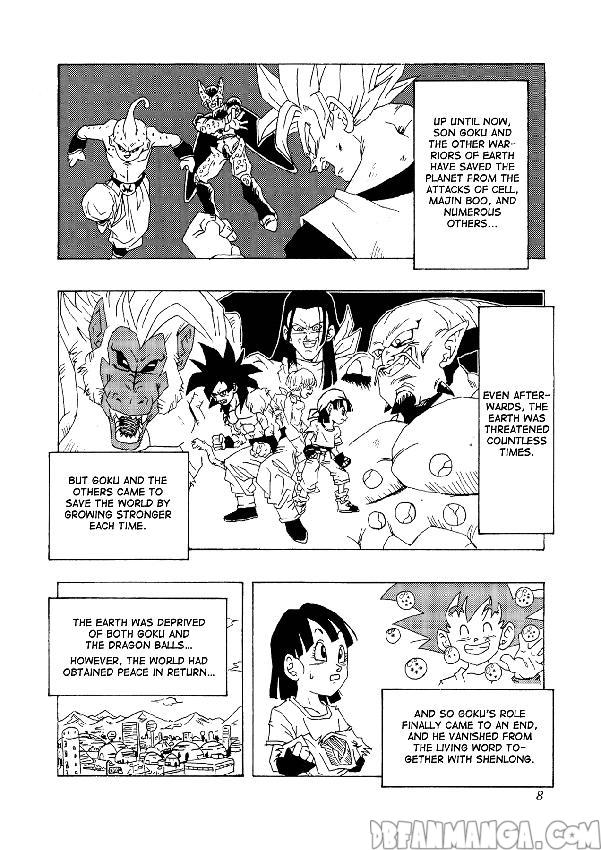 UP UNTIL NOW,
SON GOKU AND
THE OTHER WAR-
RIORS OF EARTH
HAVE SAVED THE
PLANET FROM THE
ATTACKS OF CELL,
MAJIN BOO, AND
NUMEROUS
OTHERS...
EVEN AFTER-
WARDS, THE
EARTH WAS
THREATENED
COUNTLESS
TIMES.
BUT GOKU AND THE
OTHERS CAME TO
SAVE THE WORLD BY
GROWING STRONGER
EACH TIME.
THE EARTH WAS DEPRIVED
OF BOTH GOKU AND
THE DRAGON BALLS...
HOWEVER, THE WORLD HAD
OBTAINED PEACE IN RETURN...
AND SO GOKU'S ROLE
FINALLY CAME TO AN END,
AND HE VANISHED FROM
THE LIVING WORD TO-
GETHER WITH SHENLONG.
8
DBFANMANGA.COM